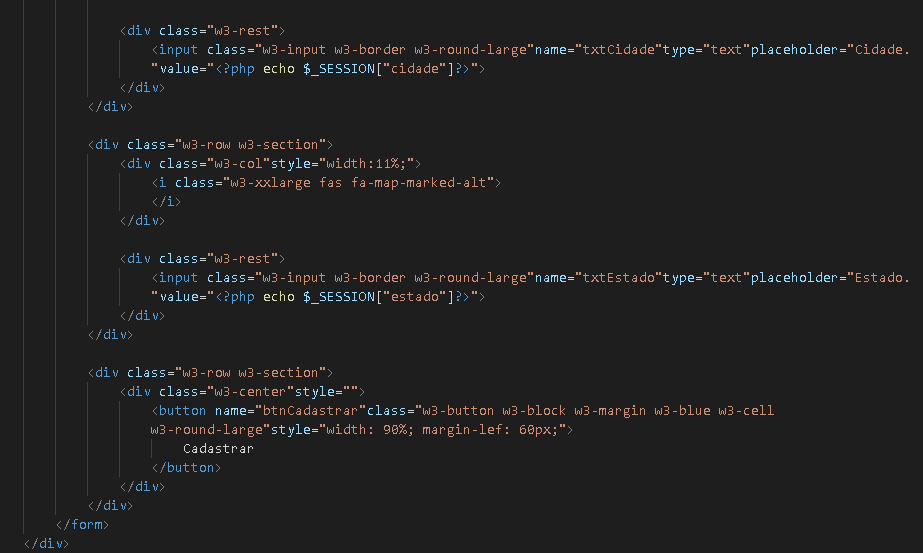 <div class="w3-rest">
<input class="w3-input w3-border w3-round-large"name="txtCidade"type="text"placeholder="Cidade.
"value="<?php echo $_SESSION["cidade"]?>">
</div>
</div>
<div class="w3-row w3-section">
<div class="w3-col"style="width:11%;">
<i class="w3-xxlarge fas fa-map-marked-alt">
</i>
</div>
<div class="w3-rest">
<input class="w3-input w3-border w3-round-large"name="txtEstado"type="text"placeholder="Estado.
"value="<?php echo $_SESSION["estado"]?>">
</div>
</div>
<div class="w3-row w3-section">
<div class="w3-center"style="">
<button name="btnCadastrar"class="w3-button w3-block w3-margin w3-blue w3-cell
w3-round-large"style="width: 90%; margin-lef: 60px;">
Cadastrar
</button>
</div>
</div>
</form>
</div>